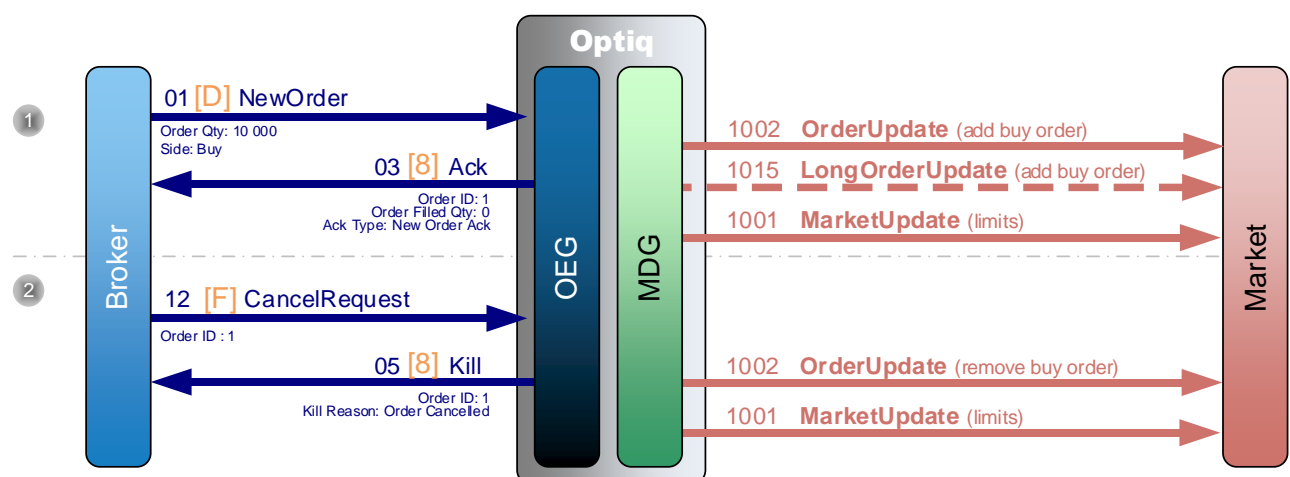 Optiq
1
01 [D] NewOrder
Order Qty: 10 000
Side: Buy
03 [8] Ack
Order ID: 1
Order Filled Qty: 0
Ack Type: New Order Ack
1002 OrderUpdate (add buy order)
1015 LongOrderUpdate (add buy order)
1001 MarketUpdate (limits)
Broker
OEG
MDG
Market
2
12 [F] CancelRequest
Order ID : 1
05 [8] Kill
Order ID: 1
Kill Reason: Order Cancelled
1002 OrderUpdate (remove buy order)
1001 MarketUpdate (limits)